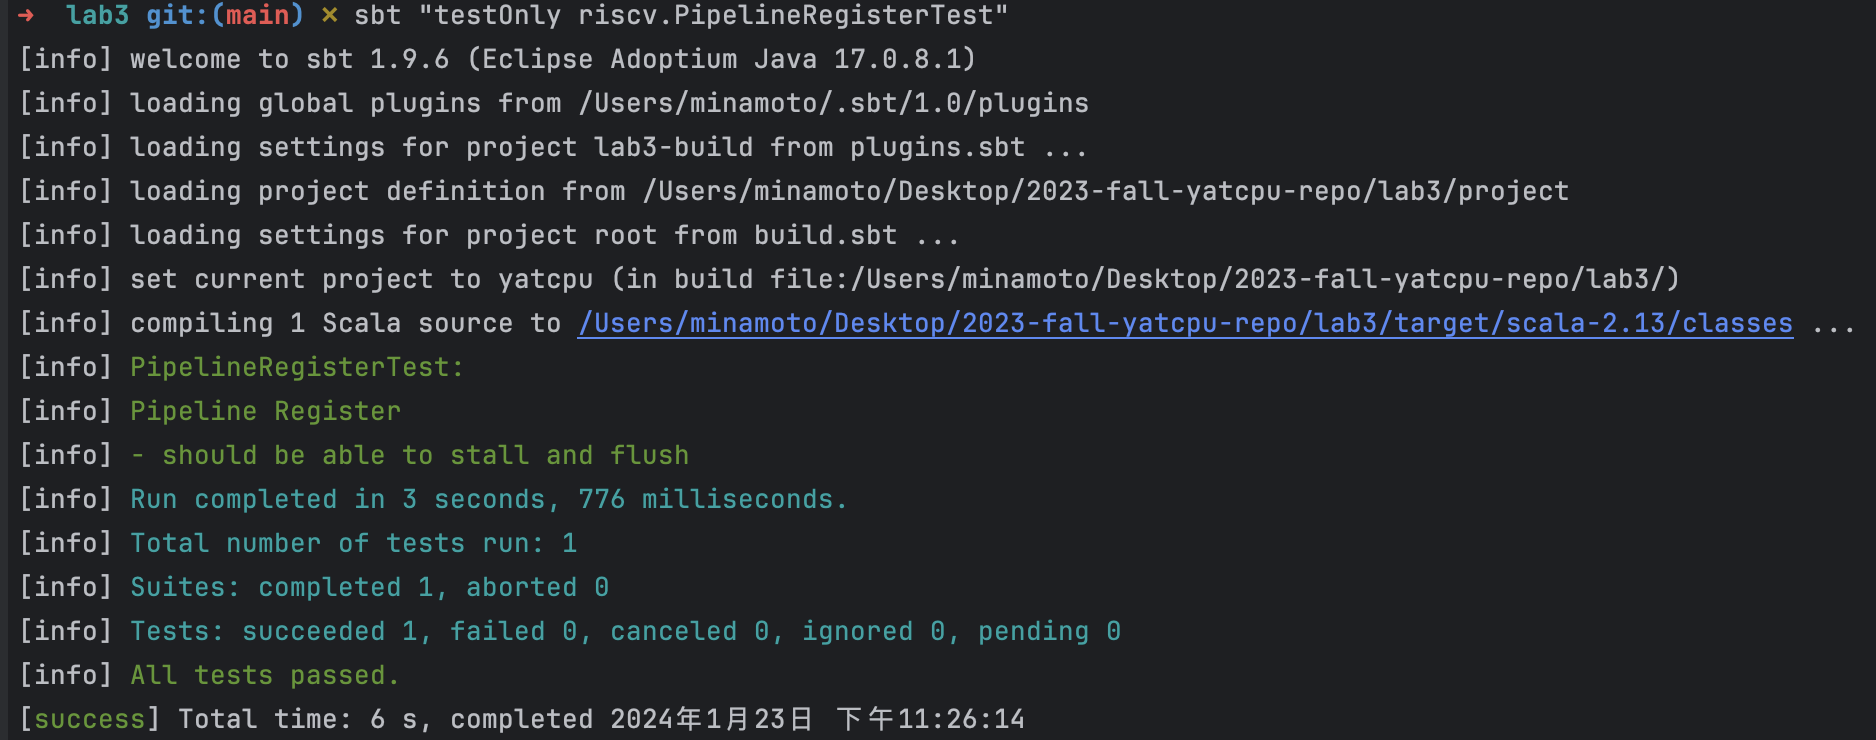 ➜ lab3 git:(main) ✗ sbt "testOnly riscv.PipelineRegisterTest"
[info] welcome to sbt 1.9.6 (Eclipse Adoptium Java 17.0.8.1)
[info] loading global plugins from /Users/minamoto/.sbt/1.0/plugins
[info] loading settings for project lab3-build from plugins.sbt ...
[info] loading project definition from /Users/minamoto/Desktop/2023-fall-yatcpu-repo/lab3/project
[info] loading settings for project root from build.sbt ...
[info] set current project to yatcpu (in build file:/Users/minamoto/Desktop/2023-fall-yatcpu-repo/lab3/)
[info] compiling 1 Scala source to /Users/minamoto/Desktop/2023-fall-yatcpu-repo/lab3/target/scala-2.13/classes ...
[info] PipelineRegisterTest:
[info] Pipeline Register
[info] - should be able to stall and flush
[info] Run completed in 3 seconds, 776 milliseconds.
[info] Total number of tests run: 1
[info] Suites: completed 1, aborted 0
[info] Tests: succeeded 1, failed 0, canceled 0, ignored 0, pending 0
[info] All tests passed.
[success] Total time: 6 s, completed 2024年1月23日 下午11:26:14